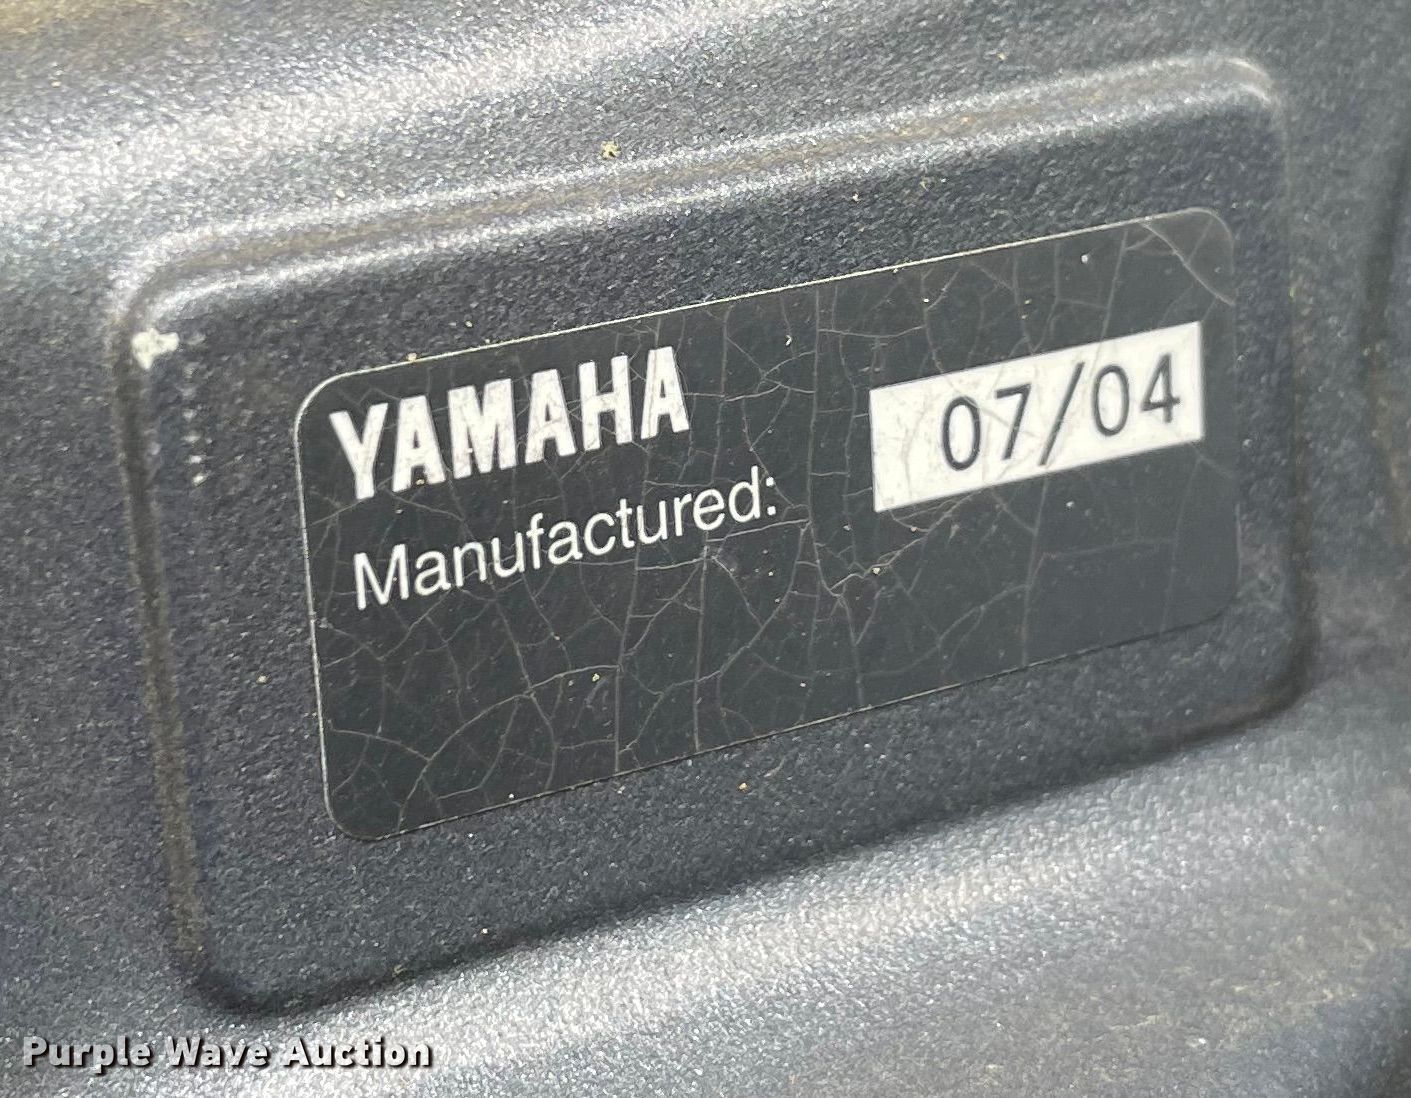 YAMAHA
Manufactured: 07/04
Purple Wave Auction